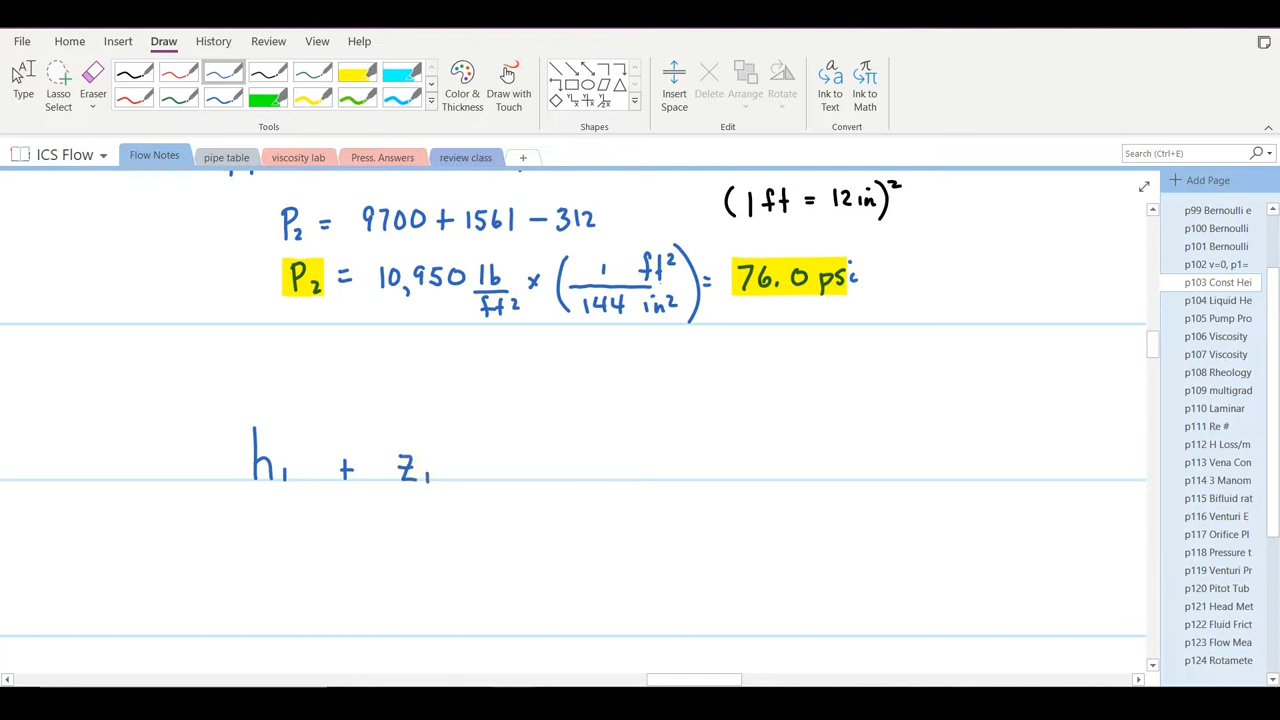 File Home Insert Draw History Review View Help
A Type Lasso Select Eraser Color & Thickness Draw with Touch Insert Space Delete Arrange Rotate Ink to Text Ink to Math
Tools Shapes Edit Convert
ICS Flow Flow Notes pipe table viscosity lab Press. Answers review class + Search (Ctrl+E)
+ Add Page
p99 Bernoulli e
p100 Bernoulli
p101 Bernoulli
p102 v=0, p1=
p103 Const Hei
p104 Liquid He
p105 Pump Pro
p106 Viscosity
p107 Viscosity
p108 Rheology
p109 multigrad
p110 Laminar
p111 Re #
p112 H Loss/m
p113 Vena Con
p114 3 Manom
p115 Bifluid rat
p116 Venturi E
p117 Orifice Pl
p118 Pressure t
p119 Venturi Pr
p120 Pitot Tub
p121 Head Met
p122 Fluid Frict
p123 Flow Mea
p124 Rotamete
(1 ft = 12 in)²
P₂ = 9700 + 1561 - 312
P₂ = 10,950 lb/ft² × (1 ft²/144 in²) = 76.0 psi
h₁ + z₁